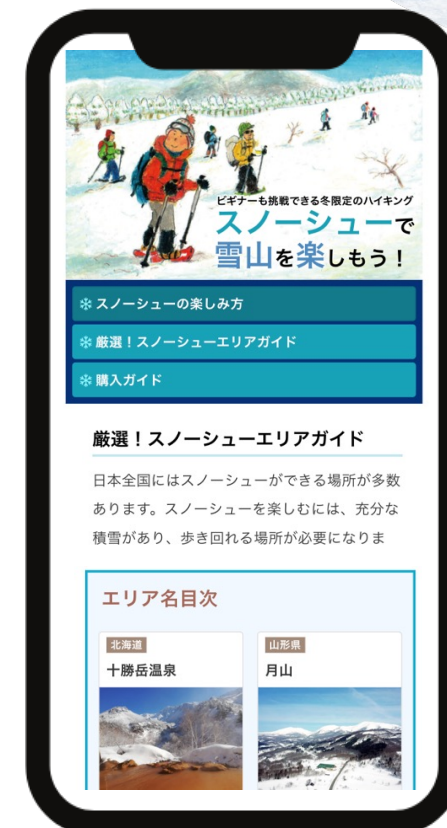 ビギナーも挑戦できる冬限定のハイキング
スノーシューで
雪山を楽しもう！
スノーシューの楽しみ方
厳選！スノーシューエリアガイド
購入ガイド
厳選！スノーシューエリアガイド
日本全国にはスノーシューができる場所が多数
あります。スノーシューを楽しむには、充分な
積雪があり、歩き回れる場所が必要になりま
エリア名目次
北海道
十勝岳温泉
山形県
月山